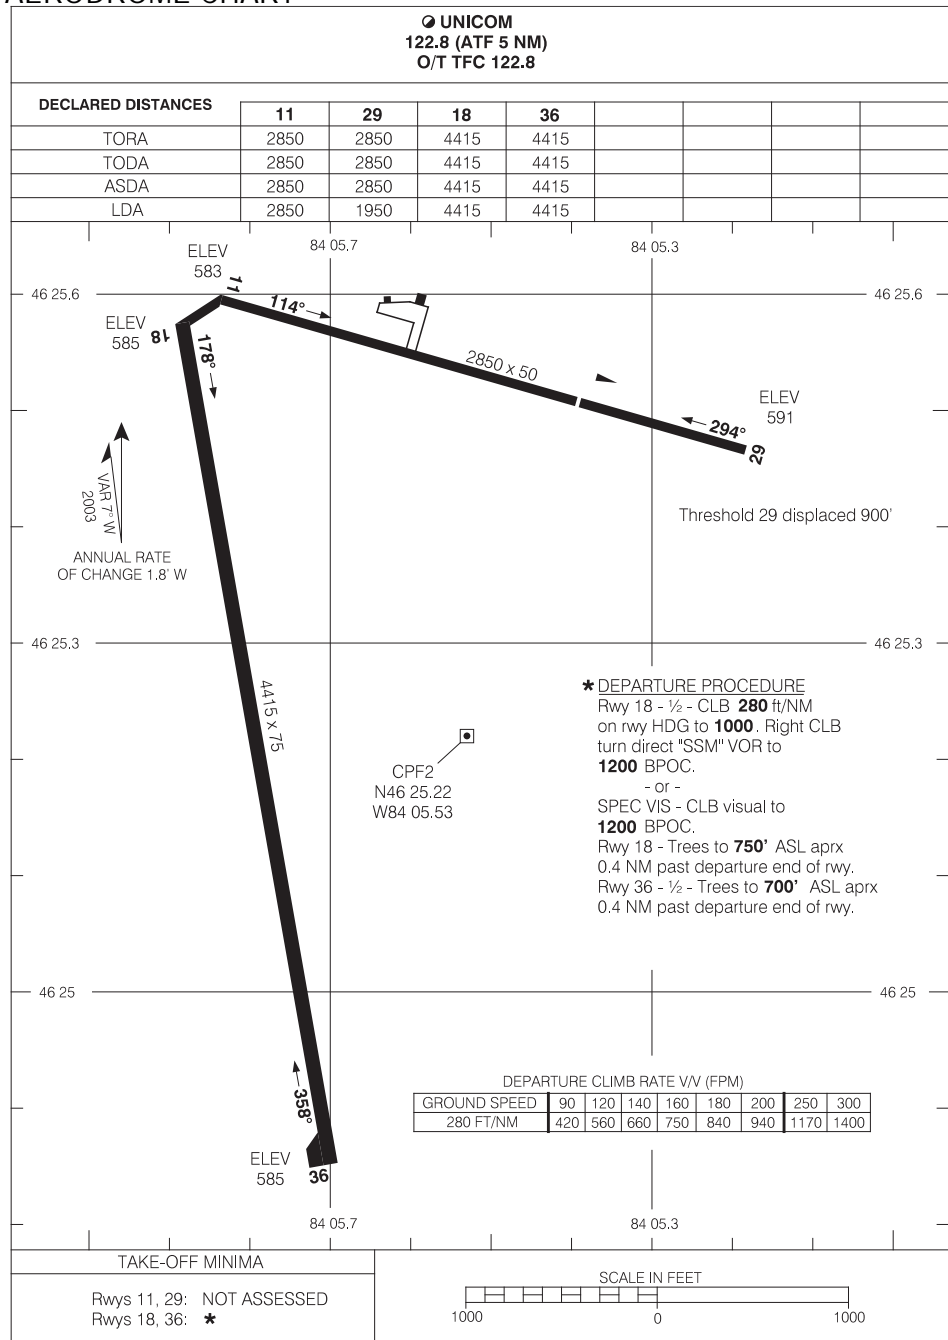 AERODROME CHART
UNICOM
122.8 (ATF 5 NM)
O/T TFC 122.8
DECLARED DISTANCES 11 29 18 36
TORA 2850 2850 4415 4415
TODA 2850 2850 4415 4415
ASDA 2850 2850 4415 4415
LDA 2850 1950 4415 4415
84 05.7 84 05.3
ELEV
583
11
46 25.6 46 25.6
114°
ELEV
585
18
178°
2850 x 50
ELEV
591
294°
29
VAR 7° W
2003
Threshold 29 displaced 900'
ANNUAL RATE
OF CHANGE 1.8' W
46 25.3 46 25.3
4415 x 75
* DEPARTURE PROCEDURE
Rwy 18 - ½ - CLB 280 ft/NM
on rwy HDG to 1000. Right CLB
turn direct "SSM" VOR to
1200 BPOC.
- or -
SPEC VIS - CLB visual to
1200 BPOC.
Rwy 18 - Trees to 750' ASL aprx
0.4 NM past departure end of rwy.
Rwy 36 - ½ - Trees to 700' ASL aprx
0.4 NM past departure end of rwy.
CPF2
N46 25.22
W84 05.53
46 25 46 25
358°
DEPARTURE CLIMB RATE V/V (FPM)
GROUND SPEED 90 120 140 160 180 200 250 300
280 FT/NM 420 560 660 750 840 940 1170 1400
ELEV
585
36
84 05.7 84 05.3
TAKE-OFF MINIMA
Rwys 11, 29: NOT ASSESSED
Rwys 18, 36: *
SCALE IN FEET
1000 0 1000